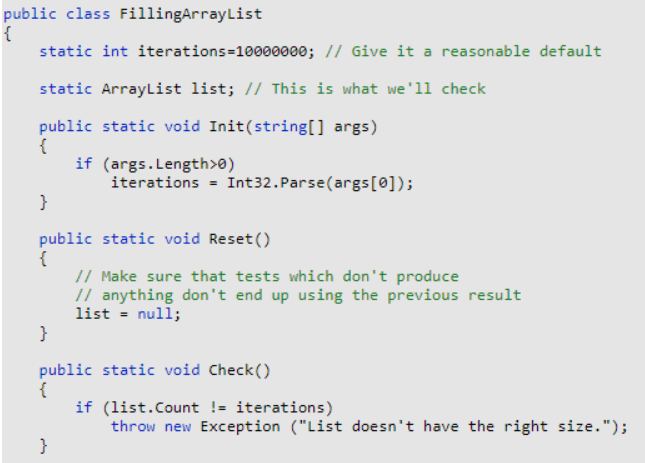 public class FillingArrayList
{
    static int iterations=10000000; // Give it a reasonable default
    static ArrayList list; // This is what we'll check
    public static void Init(string[] args)
    {
        if (args.Length>0)
            iterations = Int32.Parse(args[0]);
    }
    public static void Reset()
    {
        // Make sure that tests which don't produce
        // anything don't end up using the previous result
        list = null;
    }
    public static void Check()
    {
        if (list.Count != iterations)
            throw new Exception ("List doesn't have the right size.");
    }